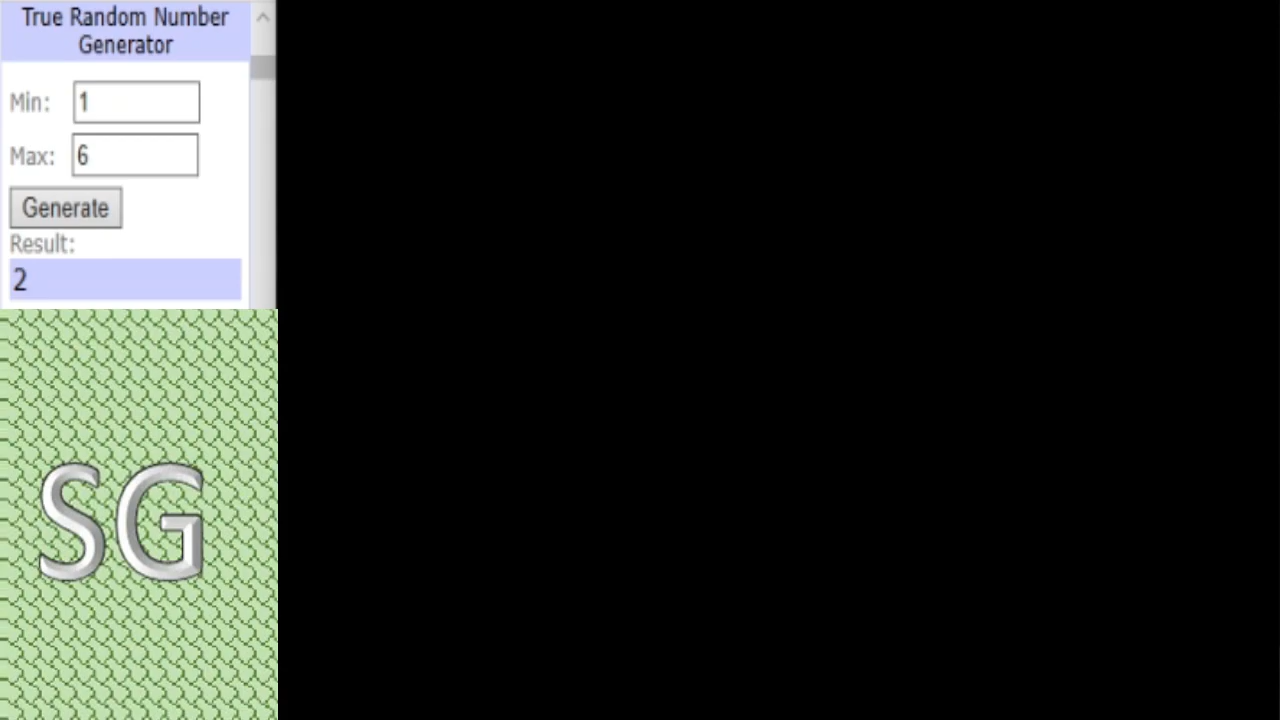 True Random Number
Generator
Min: 1
Max: 6
Generate
Result:
2
SG